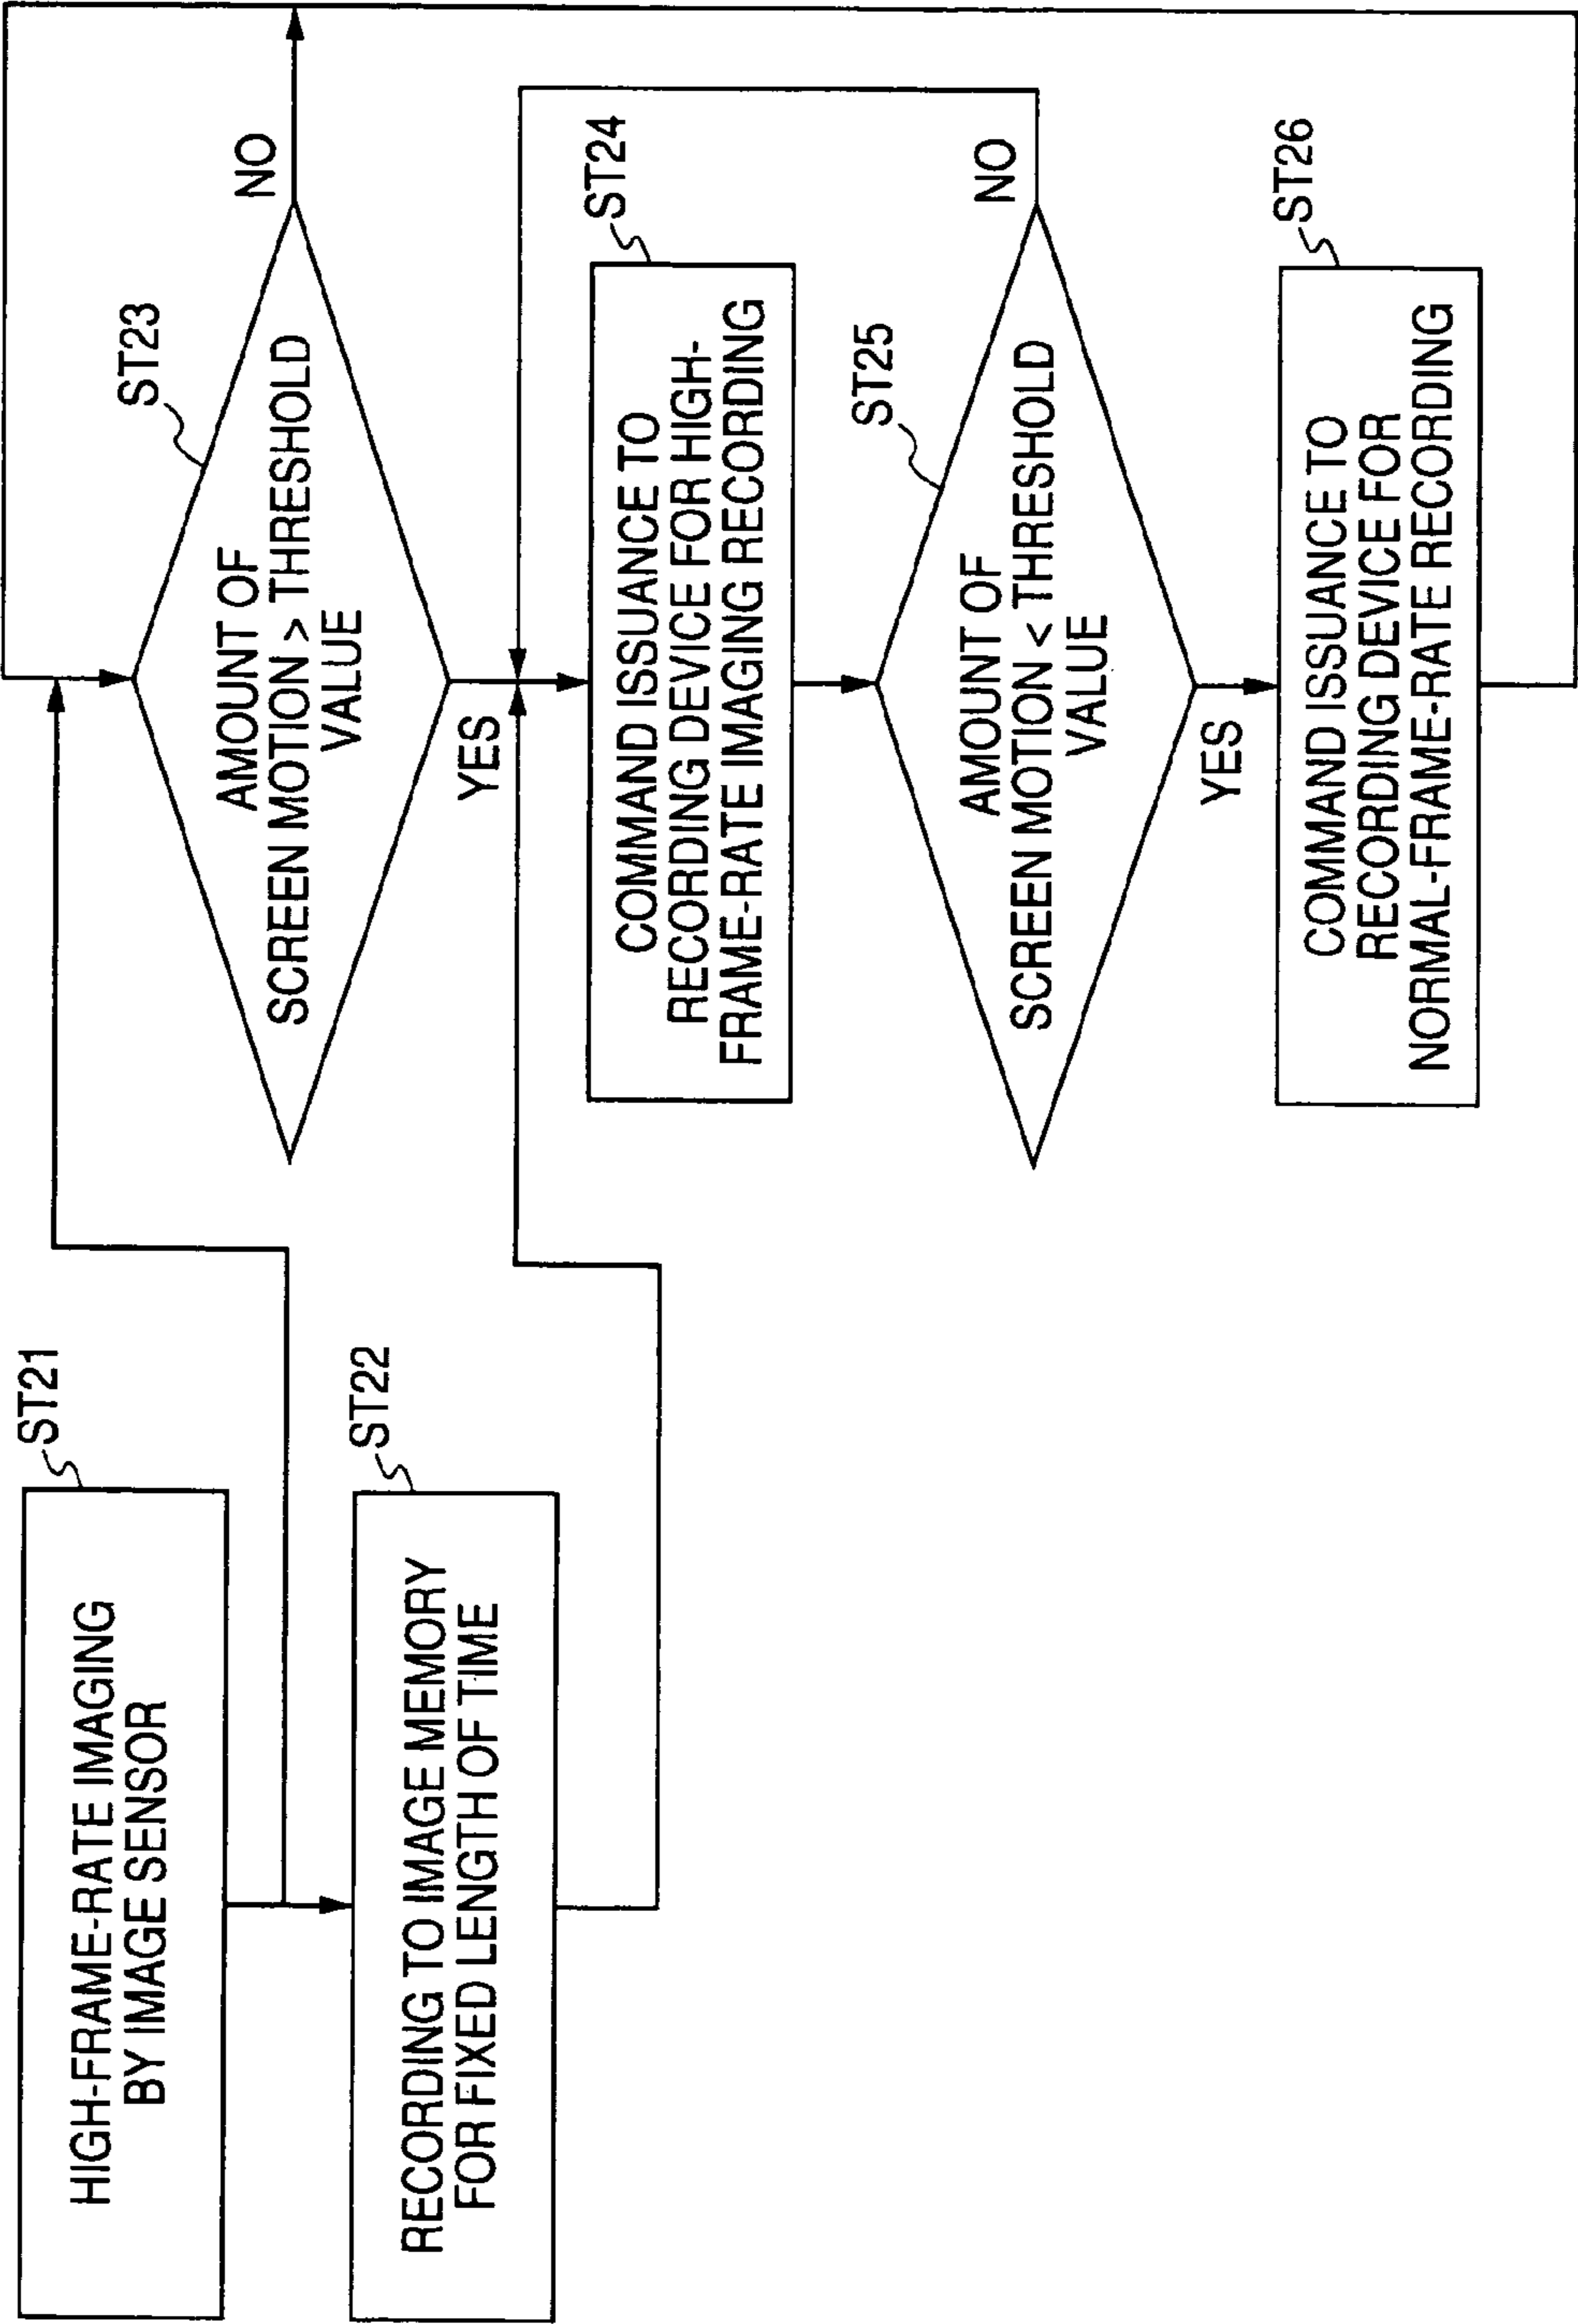 HIGH-FRAME-RATE IMAGING
BY IMAGE SENSOR
ST21
RECORDING TO IMAGE MEMORY
FOR FIXED LENGTH OF TIME
ST22
AMOUNT OF
SCREEN MOTION > THRESHOLD
VALUE
ST23
NO
YES
COMMAND ISSUANCE TO
RECORDING DEVICE FOR HIGH-
FRAME-RATE IMAGING RECORDING
ST24
AMOUNT OF
SCREEN MOTION < THRESHOLD
VALUE
ST25
NO
YES
COMMAND ISSUANCE TO
RECORDING DEVICE FOR
NORMAL-FRAME-RATE RECORDING
ST26